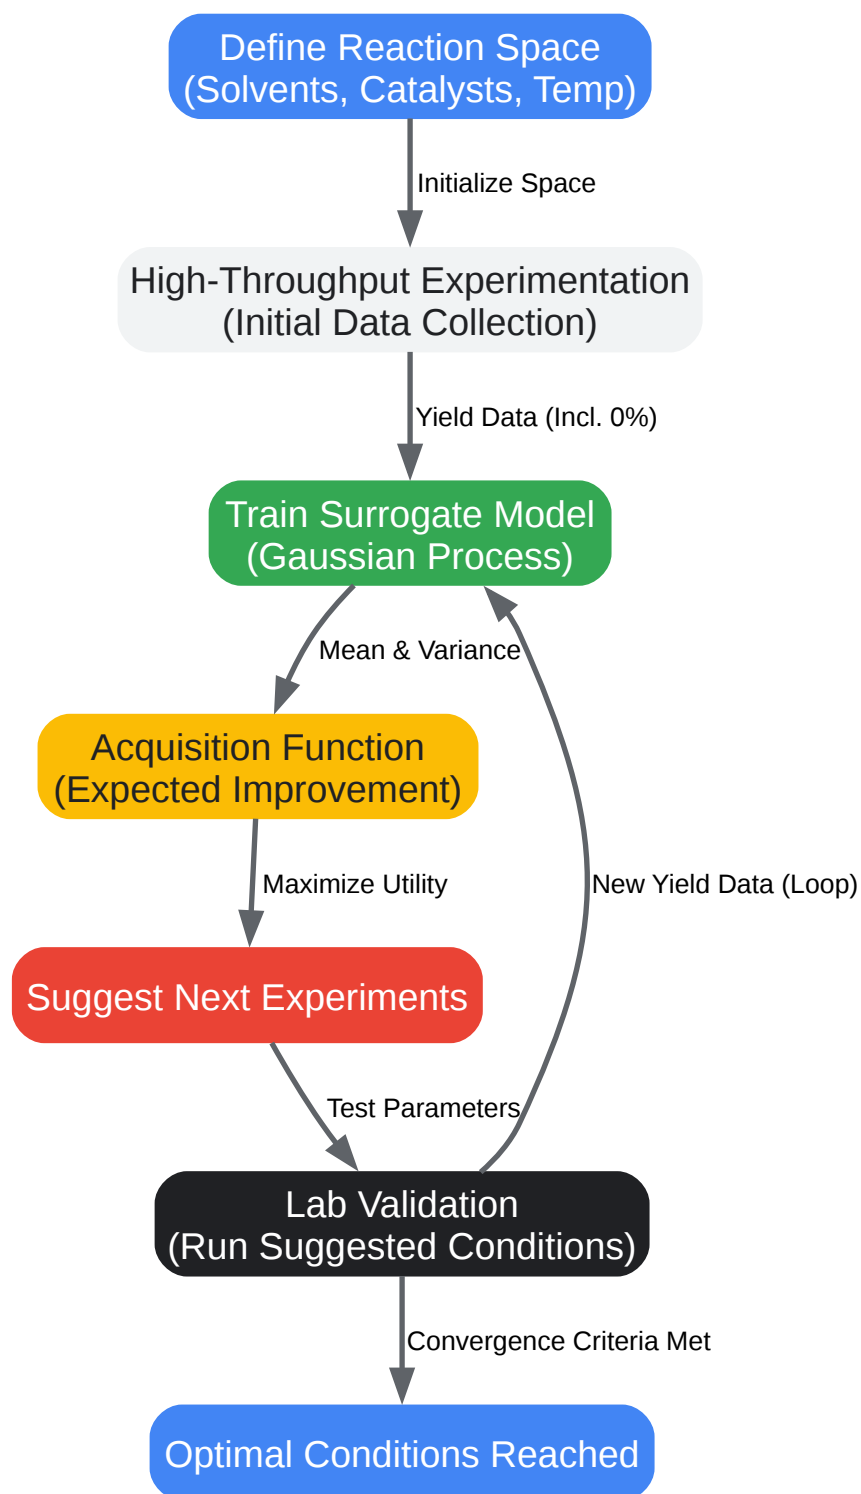 Define Reaction Space
(Solvents, Catalysts, Temp)
Initialize Space
High-Throughput Experimentation
(Initial Data Collection)
Yield Data (Incl. 0%)
Train Surrogate Model
(Gaussian Process)
Mean & Variance
Acquisition Function
(Expected Improvement)
Maximize Utility
New Yield Data (Loop)
Suggest Next Experiments
Test Parameters
Lab Validation
(Run Suggested Conditions)
Convergence Criteria Met
Optimal Conditions Reached